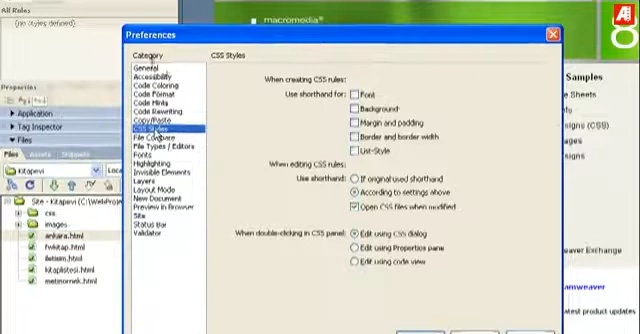 All Rules
(no styles defined)
Properties
Application
Tag Inspector
Files
Files Assets Snippets
Kitapevi
Loca
Site - Kitapevi (C:\WebProje
css
images
ankara.html
fwkitap.html
iletisim.html
kitaplistesi.html
metinornek.html
Preferences
Category
General
Accessibility
Code Coloring
Code Format
Code Hints
Code Rewriting
Copy/Paste
CSS Styles
File Compare
File Types / Editors
Fonts
Highlighting
Invisible Elements
Layers
Layout Mode
New Document
Preview in Browser
Site
Status Bar
Validator
CSS Styles
When creating CSS rules:
Use shorthand for:
Font
Background
Margin and padding
Border and border width
List-Style
When editing CSS rules:
Use shorthand:
If original used shorthand
According to settings above
Open CSS files when modified
When double-clicking in CSS panel:
Edit using CSS dialog
Edit using Properties pane
Edit using code view
macromedia®
8
Samples
e Sheets
signs (CSS)
ages
signs
eaver Exchange
amweaver
atest product updates